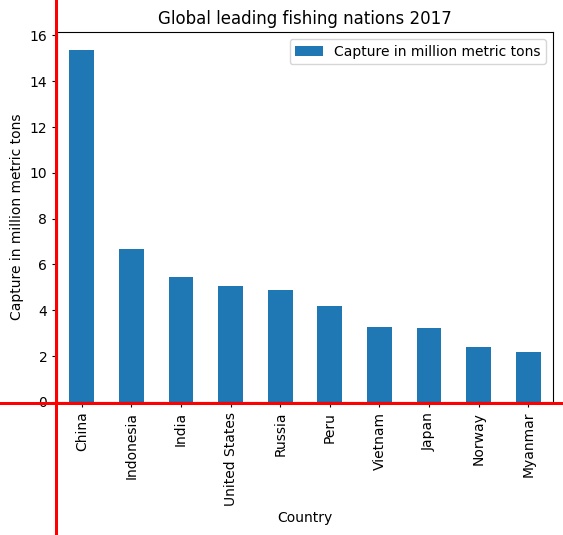 Global leading fishing nations 2017
Capture in million metric tons
Capture in million metric tons
16
14
12
10
8
6
4
2
0
China
Indonesia
India
United States
Russia
Peru
Vietnam
Japan
Norway
Myanmar
Country